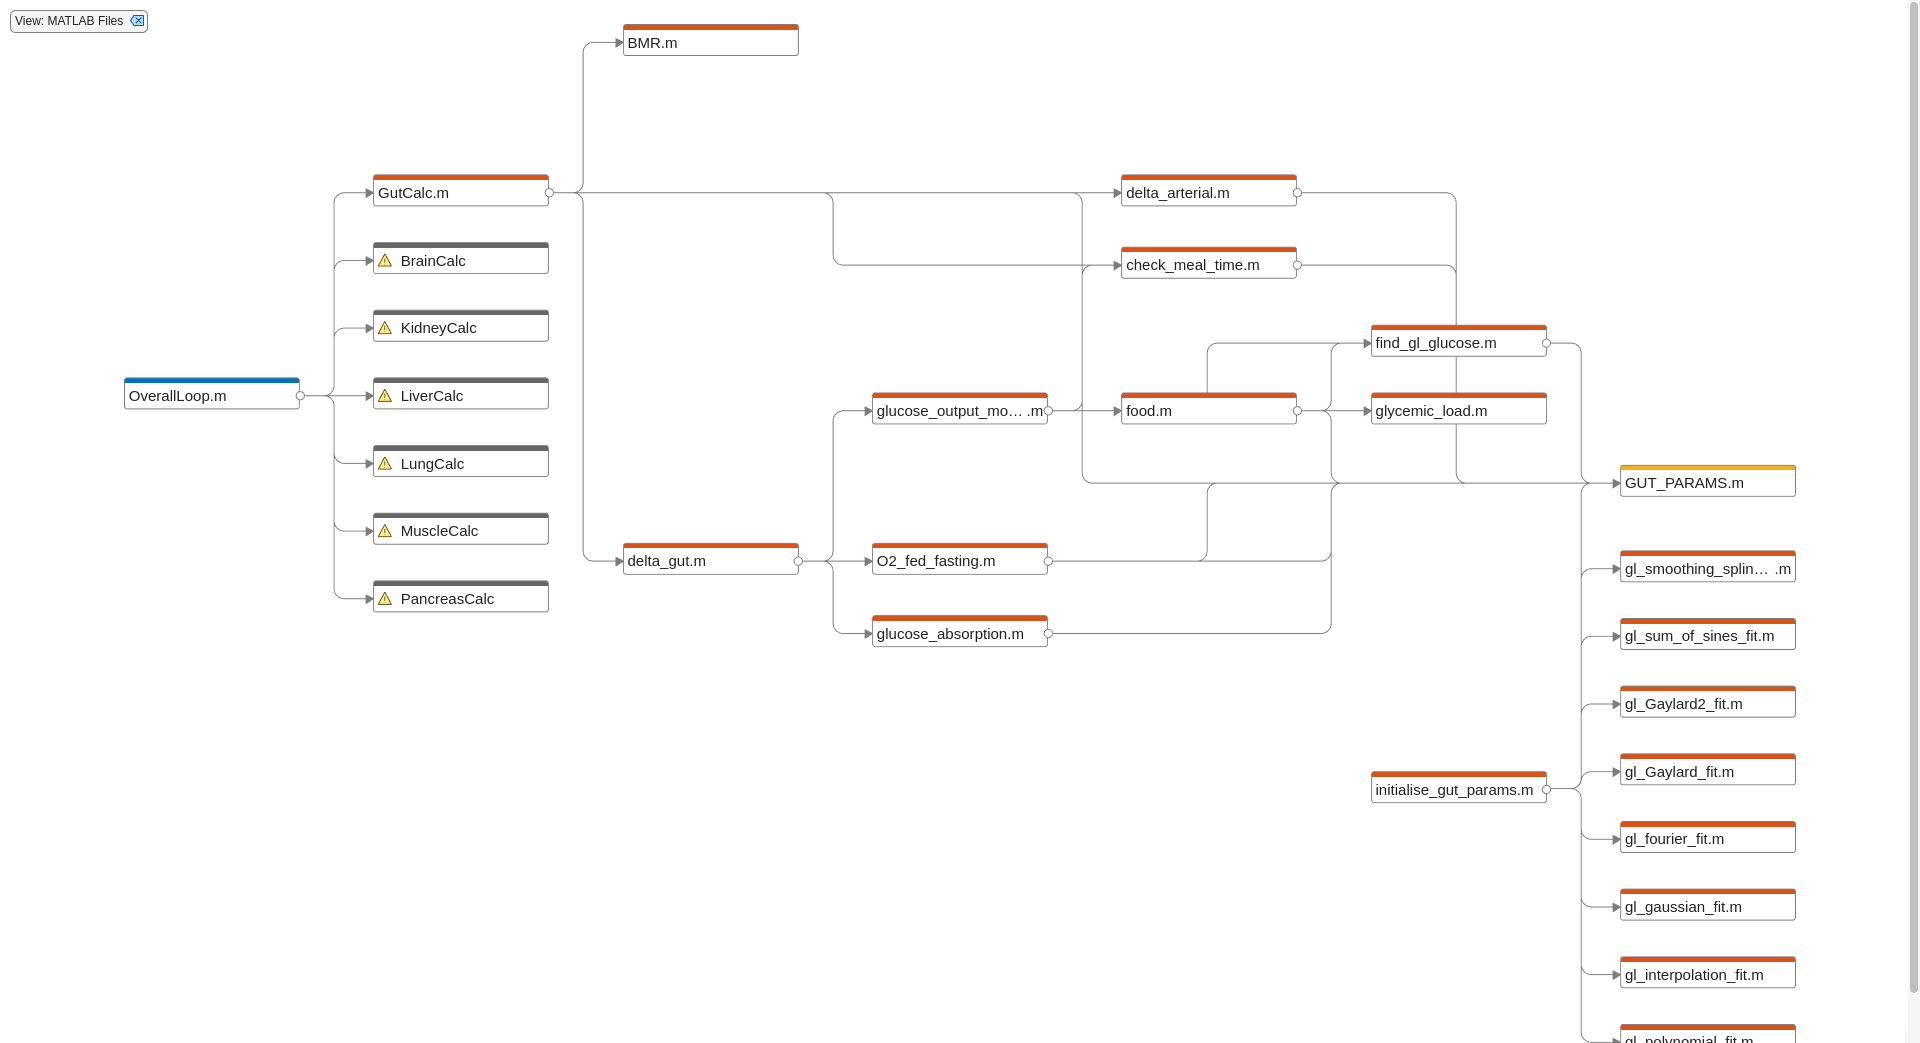 View: MATLAB Files
BMR.m
GutCalc.m
delta_arterial.m
BrainCalc
check_meal_time.m
KidneyCalc
find_gl_glucose.m
OverallLoop.m
LiverCalc
glucose_output_mo… .m
food.m
glycemic_load.m
LungCalc
GUT_PARAMS.m
MuscleCalc
delta_gut.m
O2_fed_fasting.m
gl_smoothing_splin… .m
PancreasCalc
glucose_absorption.m
gl_sum_of_sines_fit.m
gl_Gaylard2_fit.m
gl_Gaylard_fit.m
initialise_gut_params.m
gl_fourier_fit.m
gl_gaussian_fit.m
gl_interpolation_fit.m
gl_polynomial_fit.m